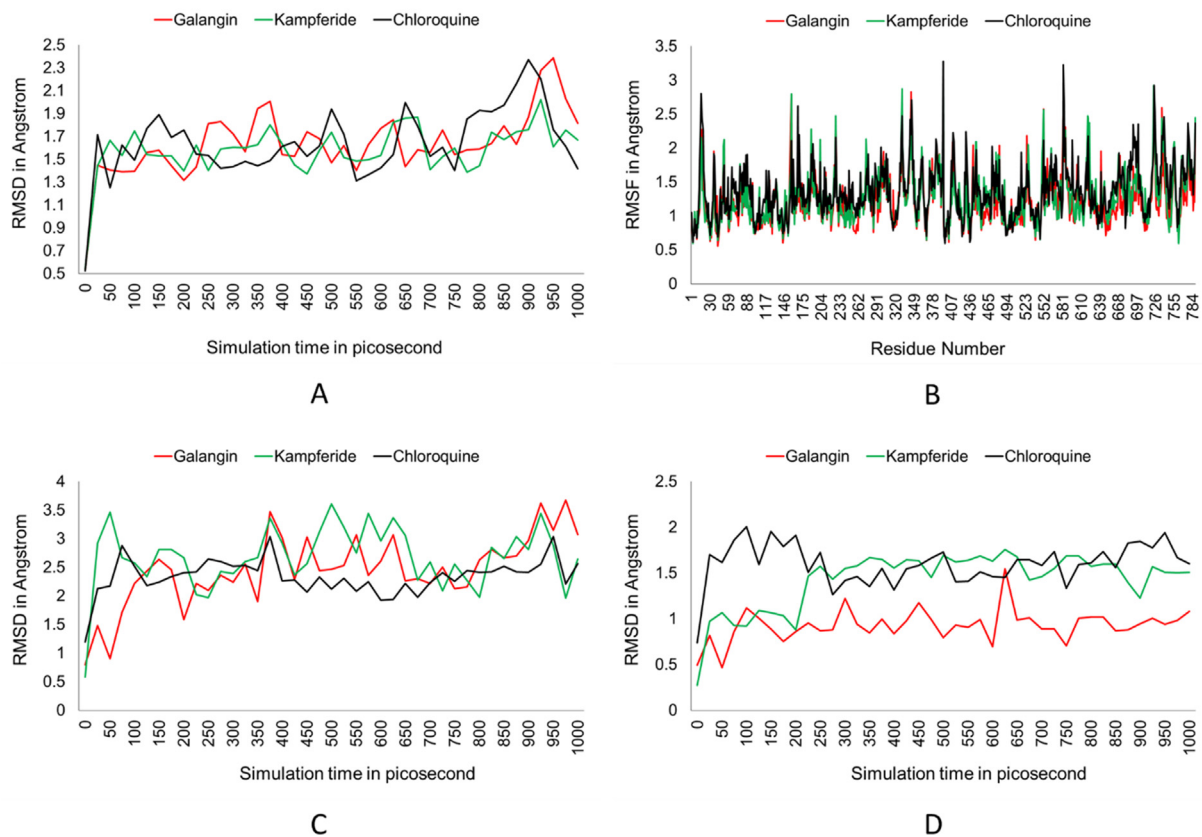 Galangin Kampferide Chloroquine
RMSD in Angstrom
2.5
2.3
2.1
1.9
1.7
1.5
1.3
1.1
0.9
0.7
0.5
0 50 100 150 200 250 300 350 400 450 500 550 600 650 700 750 800 850 900 950 1000
Simulation time in picosecond
A
Galangin Kampferide Chloroquine
RMSF in Angstrom
3.5
3
2.5
2
1.5
1
0.5
0
1 30 59 88 117 146 175 204 233 262 291 320 349 378 407 436 465 494 523 552 581 610 639 668 697 726 755 784
Residue Number
B
Galangin Kampferide Chloroquine
RMSD in Angstrom
4
3.5
3
2.5
2
1.5
1
0.5
0
0 50 100 150 200 250 300 350 400 450 500 550 600 650 700 750 800 850 900 950 1000
Simulation time in picosecond
C
Galangin Kampferide Chloroquine
RMSD in Angstrom
2.5
2
1.5
1
0.5
0
0 50 100 150 200 250 300 350 400 450 500 550 600 650 700 750 800 850 900 950 1000
Simulation time in picosecond
D